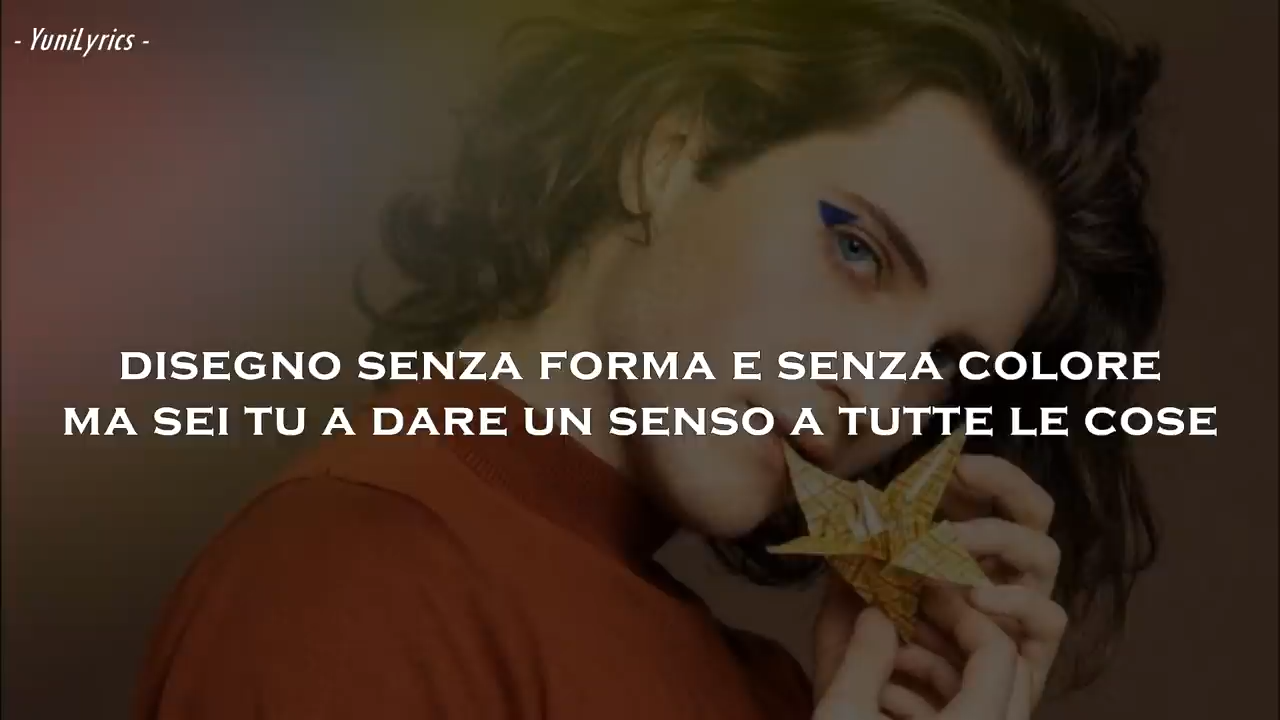 - YuniLyrics -
DISEGNO SENZA FORMA E SENZA COLORE
MA SEI TU A DARE UN SENSO A TUTTE LE COSE